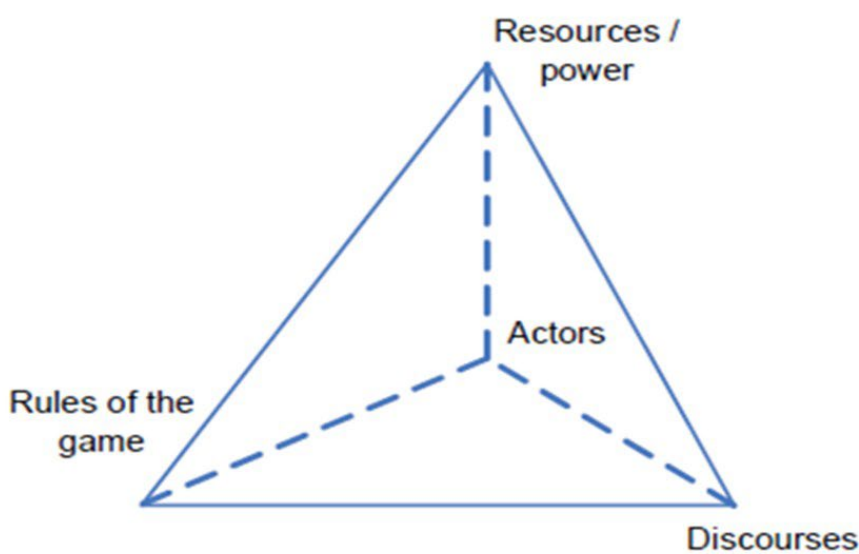 Resources /
power
Actors
Rules of the
game
Discourses